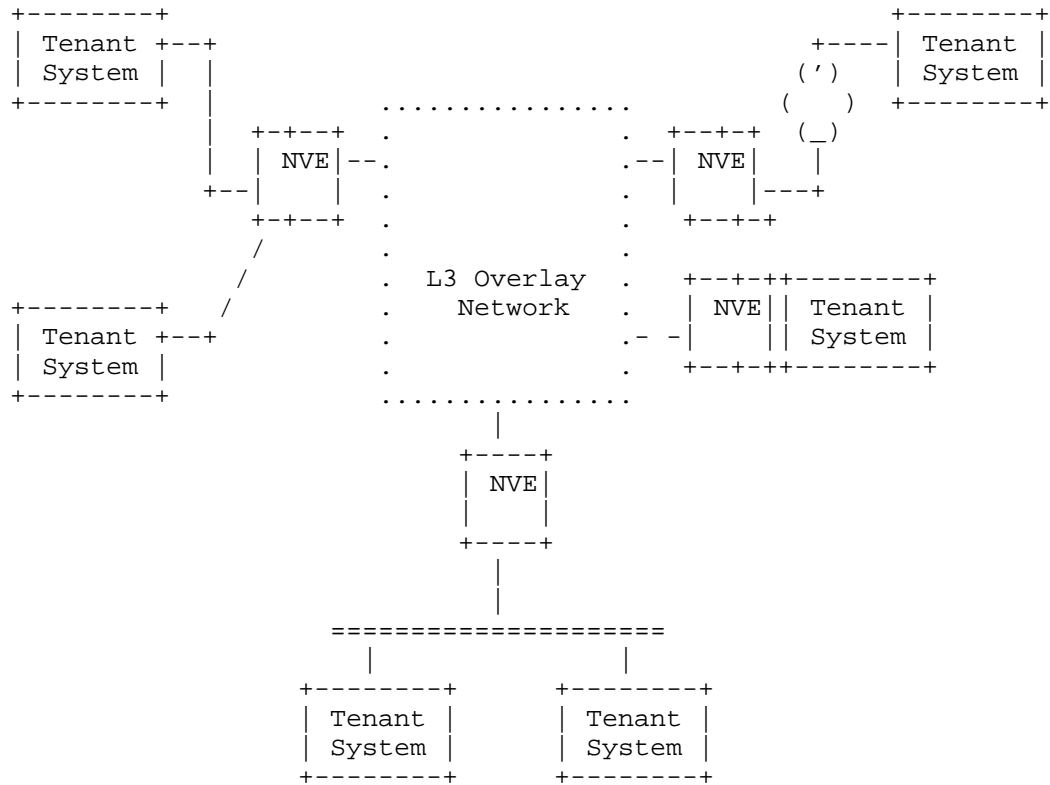 Tenant
System
Tenant
System
NVE
NVE
L3 Overlay
Network
NVE
Tenant
System
Tenant
System
NVE
Tenant
System
Tenant
System